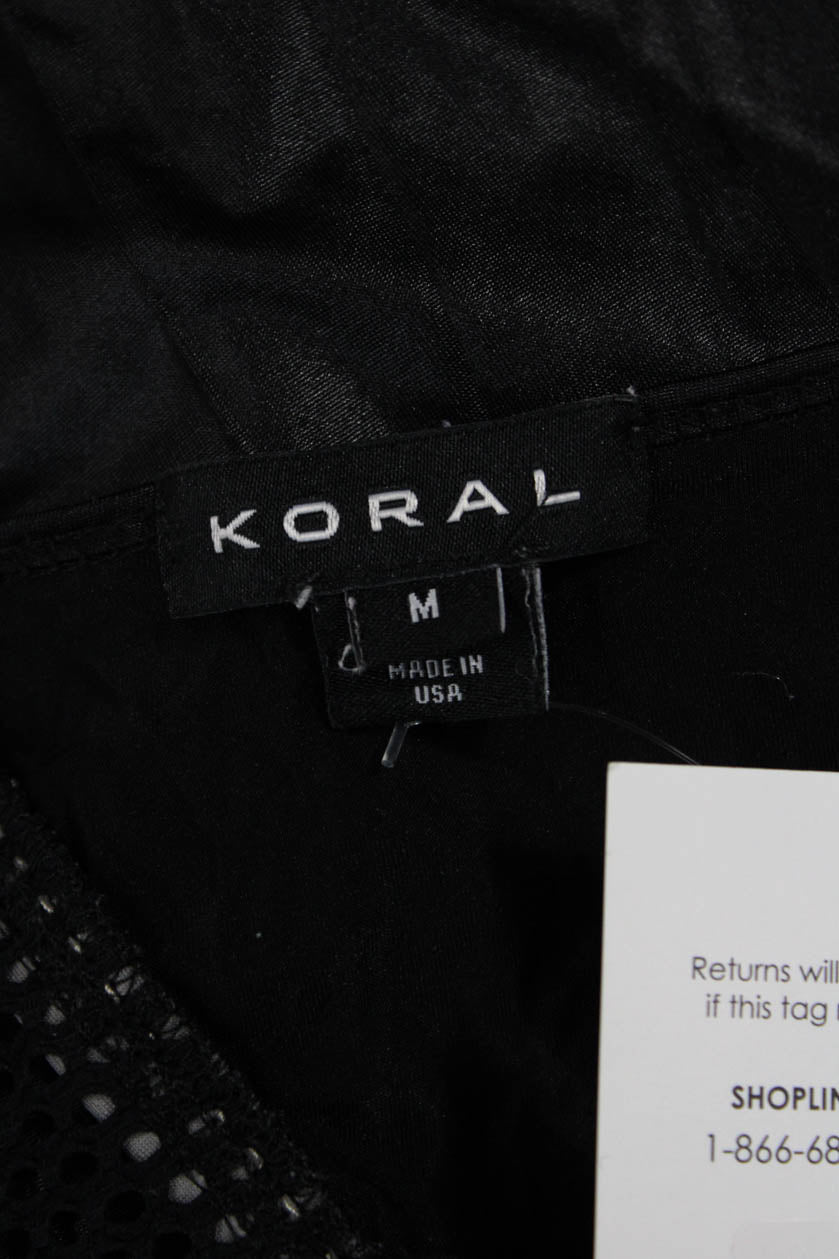 KORAL
M
MADE IN
USA
Returns will
if this tag
SHOPLIN
1-866-68